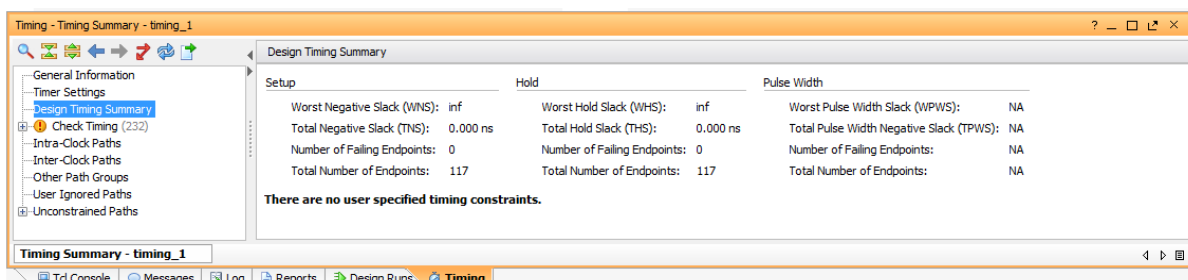 Timing - Timing Summary - timing_1
Design Timing Summary
General Information
Timer Settings
Design Timing Summary
Check Timing (232)
Intra-Clock Paths
Inter-Clock Paths
Other Path Groups
User Ignored Paths
Unconstrained Paths
Setup Hold Pulse Width
Worst Negative Slack (WNS): inf Worst Hold Slack (WHS): inf Worst Pulse Width Slack (WPWS): NA
Total Negative Slack (TNS): 0.000 ns Total Hold Slack (THS): 0.000 ns Total Pulse Width Negative Slack (TPWS): NA
Number of Failing Endpoints: 0 Number of Failing Endpoints: 0 Number of Failing Endpoints: NA
Total Number of Endpoints: 117 Total Number of Endpoints: 117 Total Number of Endpoints: NA
There are no user specified timing constraints.
Timing Summary - timing_1
Tcl Console Messages Log Reports Design Runs Timing